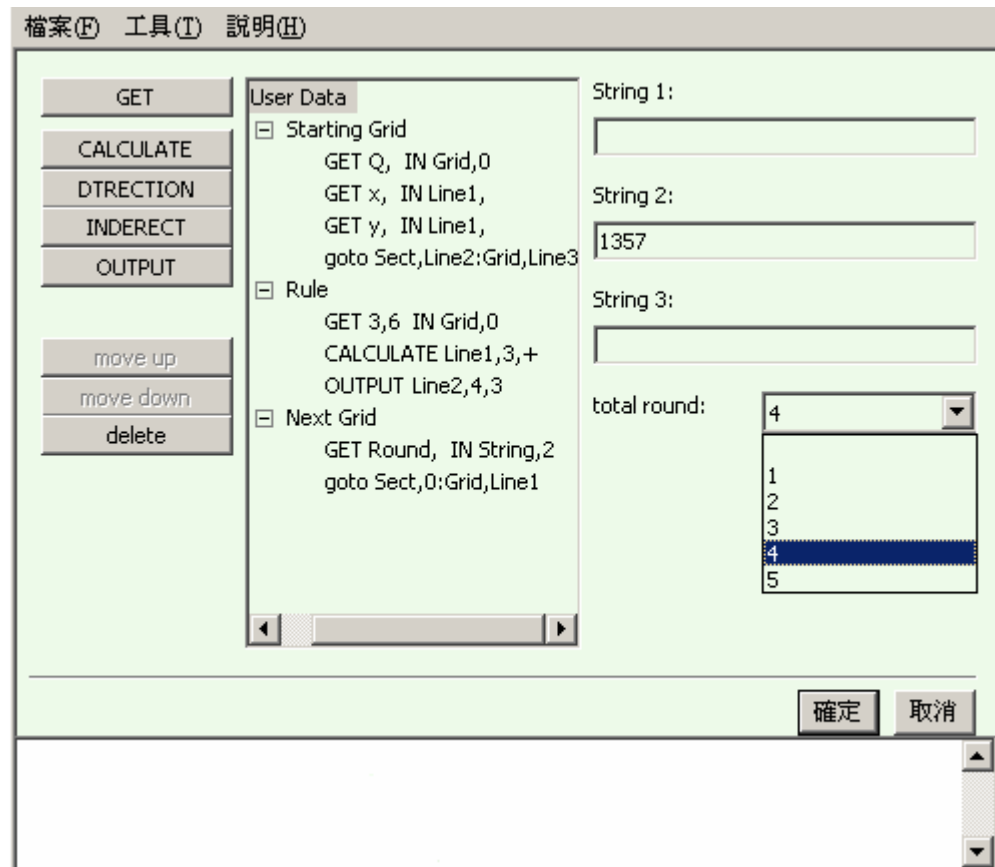 檔案(F) 工具(T) 說明(H)
GET
CALCULATE
DTRECTION
INDERECT
OUTPUT
move up
move down
delete
User Data
Starting Grid
GET Q, IN Grid,0
GET x, IN Line1,
GET y, IN Line1,
goto Sect,Line2:Grid,Line3
Rule
GET 3,6 IN Grid,0
CALCULATE Line1,3,+
OUTPUT Line2,4,3
Next Grid
GET Round, IN String,2
goto Sect,0:Grid,Line1
String 1:
String 2:
1357
String 3:
total round:
4
1
2
3
4
5
確定
取消